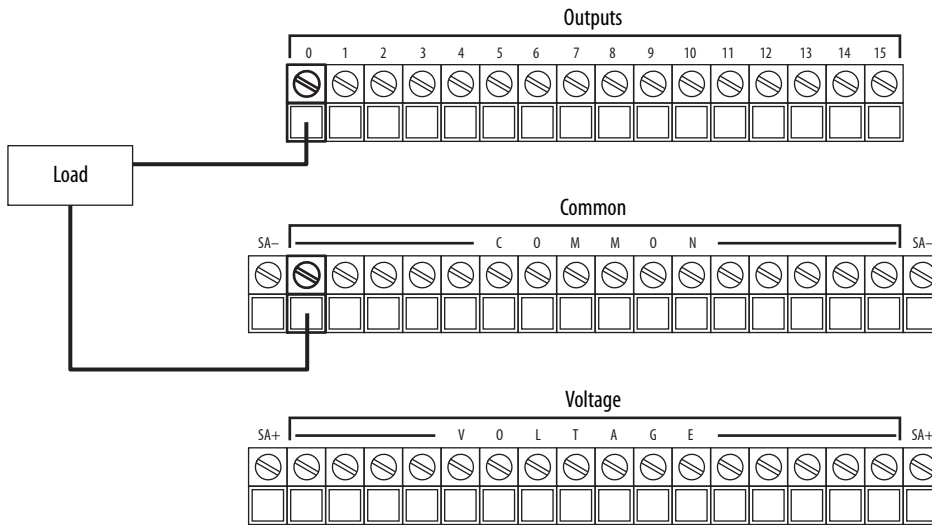 Outputs
0 1 2 3 4 5 6 7 8 9 10 11 12 13 14 15
Load
Common
SA– C O M M O N SA–
Voltage
SA+ V O L T A G E SA+